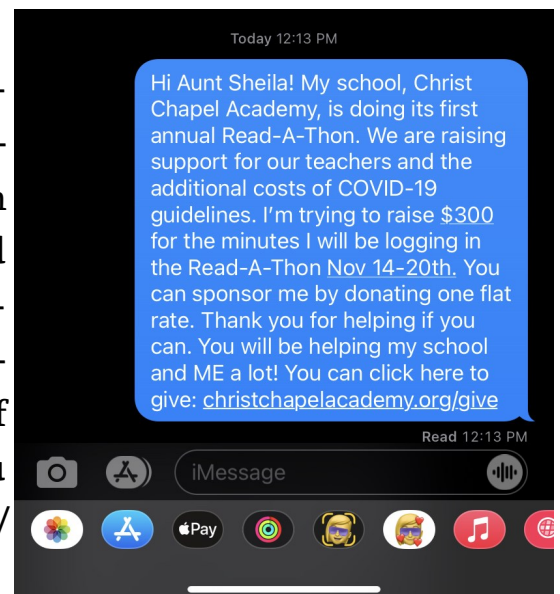 Today 12:13 PM
Hi Aunt Sheila! My school, Christ
Chapel Academy, is doing its first
annual Read-A-Thon. We are raising
support for our teachers and the
additional costs of COVID-19
guidelines. I'm trying to raise $300
for the minutes I will be logging in
the Read-A-Thon Nov 14-20th. You
can sponsor me by donating one flat
rate. Thank you for helping if you
can. You will be helping my school
and ME a lot! You can click here to
give: christchapelacademy.org/give
Read 12:13 PM
iMessage
Pay